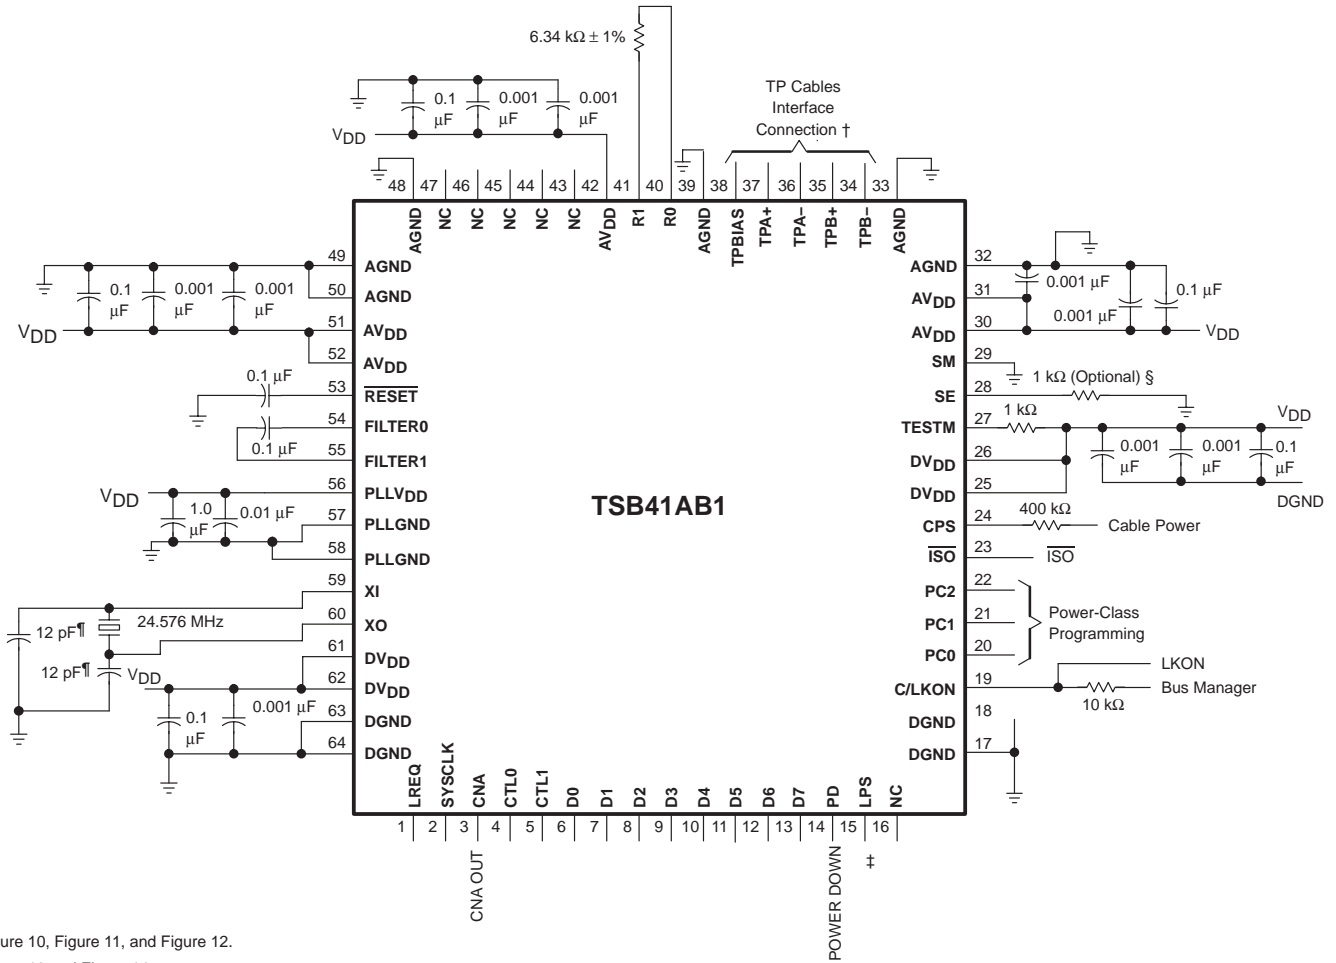 6.34 kΩ ± 1%
TP Cables
Interface
Connection †
0.1
µF
0.001
µF
0.001
µF
VDD
48 47 46 45 44 43 42 41 40 39 38 37 36 35 34 33
AGND
NC
NC
NC
NC
NC
AVDD
R1
R0
AGND
TPBIAS
TPA+
TPA−
TPB+
TPB−
AGND
49
AGND
50
AGND
51
AVDD
52
AVDD
53
RESET
54
FILTER0
55
FILTER1
56
PLLVDD
57
PLLGND
58
PLLGND
59
XI
60
XO
61
DVDD
62
DVDD
63
DGND
64
DGND
0.1
µF
0.001
µF
0.001
µF
VDD
0.1 µF
0.1 µF
VDD
1.0
µF
0.01 µF
12 pF¶
24.576 MHz
12 pF¶
VDD
0.1
µF
0.001 µF
TSB41AB1
32
AGND
31
AVDD
30
AVDD
29
SM
28
SE
27
TESTM
26
DVDD
25
DVDD
24
CPS
23
ISO
22
PC2
21
PC1
20
PC0
19
C/LKON
18
DGND
17
DGND
0.001 µF
0.001 µF
0.1 µF
VDD
1 kΩ (Optional) §
1 kΩ
VDD
0.001
µF
0.001
µF
0.1
µF
DGND
400 kΩ
Cable Power
ISO
Power-Class
Programming
LKON
Bus Manager
10 kΩ
LREQ
SYSCLK
CNA
CTL0
CTL1
D0
D1
D2
D3
D4
D5
D6
D7
PD
LPS
NC
1 2 3 4 5 6 7 8 9 10 11 12 13 14 15 16
CNA OUT
POWER DOWN
‡
ure 10, Figure 11, and Figure 12.